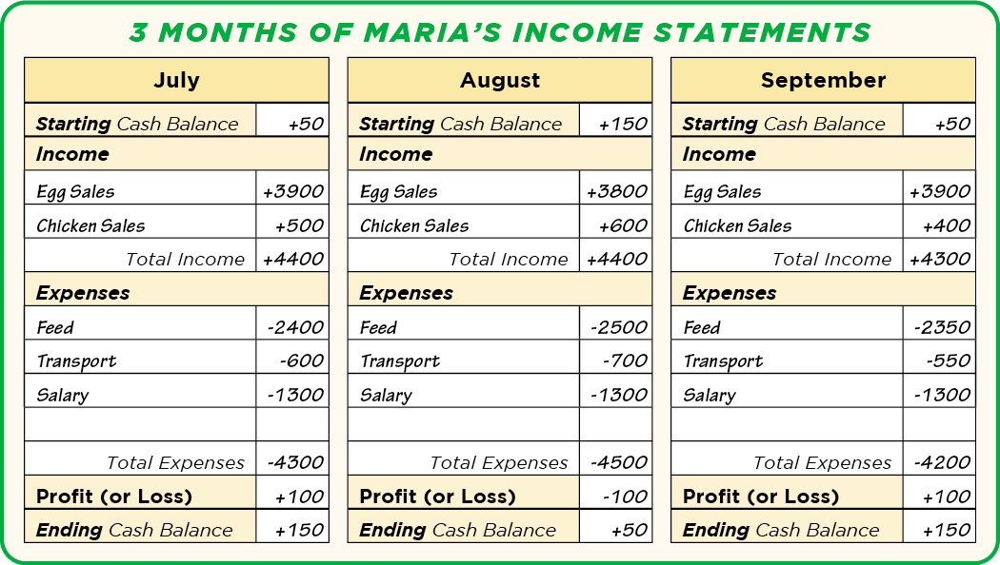 3 MONTHS OF MARIA'S INCOME STATEMENTS
July
Starting Cash Balance +50
Income
Egg Sales +3900
Chicken Sales +500
Total Income +4400
Expenses
Feed -2400
Transport -600
Salary -1300
Total Expenses -4300
Profit (or Loss) +100
Ending Cash Balance +150
August
Starting Cash Balance +150
Income
Egg Sales +3800
Chicken Sales +600
Total Income +4400
Expenses
Feed -2500
Transport -700
Salary -1300
Total Expenses -4500
Profit (or Loss) -100
Ending Cash Balance +50
September
Starting Cash Balance +50
Income
Egg Sales +3900
Chicken Sales +400
Total Income +4300
Expenses
Feed -2350
Transport -550
Salary -1300
Total Expenses -4200
Profit (or Loss) +100
Ending Cash Balance +150